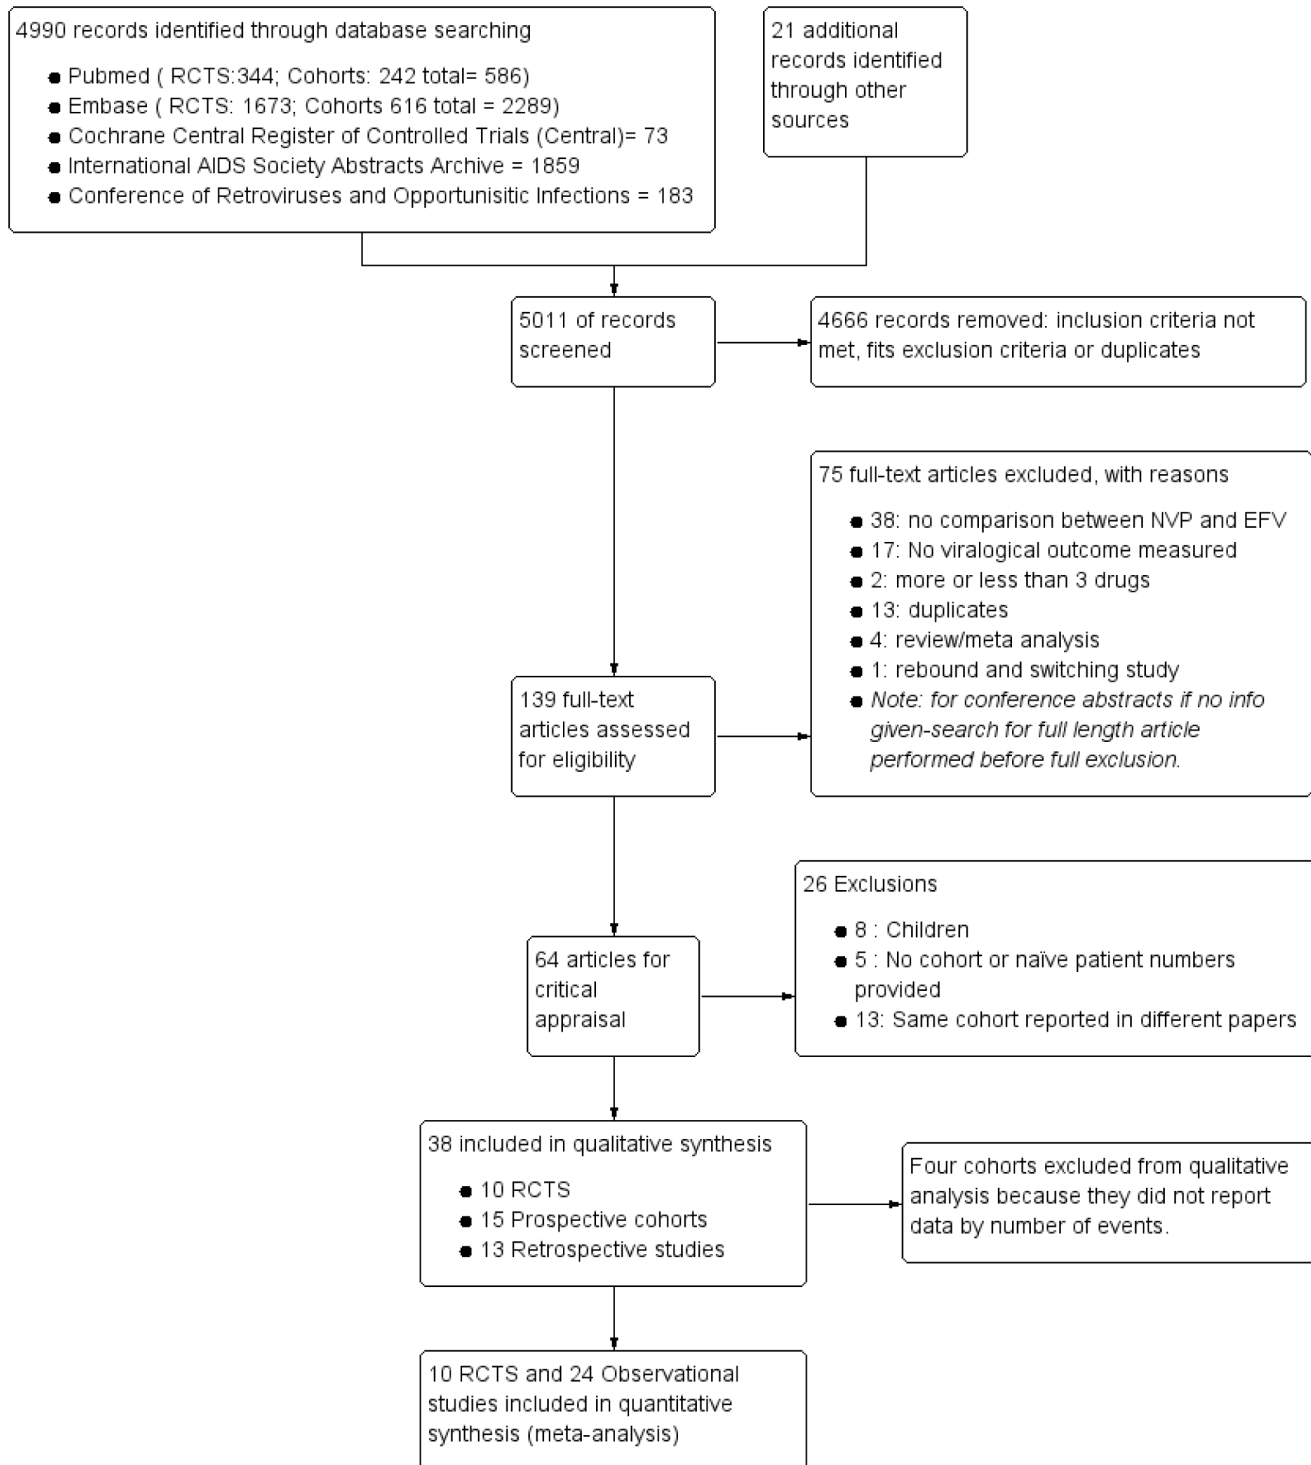 4990 records identified through database searching
● Pubmed ( RCTS:344; Cohorts: 242 total= 586)
● Embase ( RCTS: 1673; Cohorts 616 total = 2289)
● Cochrane Central Register of Controlled Trials (Central)= 73
● International AIDS Society Abstracts Archive = 1859
● Conference of Retroviruses and Opportunisitic Infections = 183
21 additional
records identified
through other
sources
5011 of records
screened
4666 records removed: inclusion criteria not
met, fits exclusion criteria or duplicates
75 full-text articles excluded, with reasons
● 38: no comparison between NVP and EFV
● 17: No viralogical outcome measured
● 2: more or less than 3 drugs
● 13: duplicates
● 4: review/meta analysis
● 1: rebound and switching study
● Note: for conference abstracts if no info
given-search for full length article
performed before full exclusion.
139 full-text
articles assessed
for eligibility
26 Exclusions
● 8 : Children
● 5 : No cohort or naïve patient numbers
provided
● 13: Same cohort reported in different papers
64 articles for
critical
appraisal
38 included in qualitative synthesis
● 10 RCTS
● 15 Prospective cohorts
● 13 Retrospective studies
Four cohorts excluded from qualitative
analysis because they did not report
data by number of events.
10 RCTS and 24 Observational
studies included in quantitative
synthesis (meta-analysis)